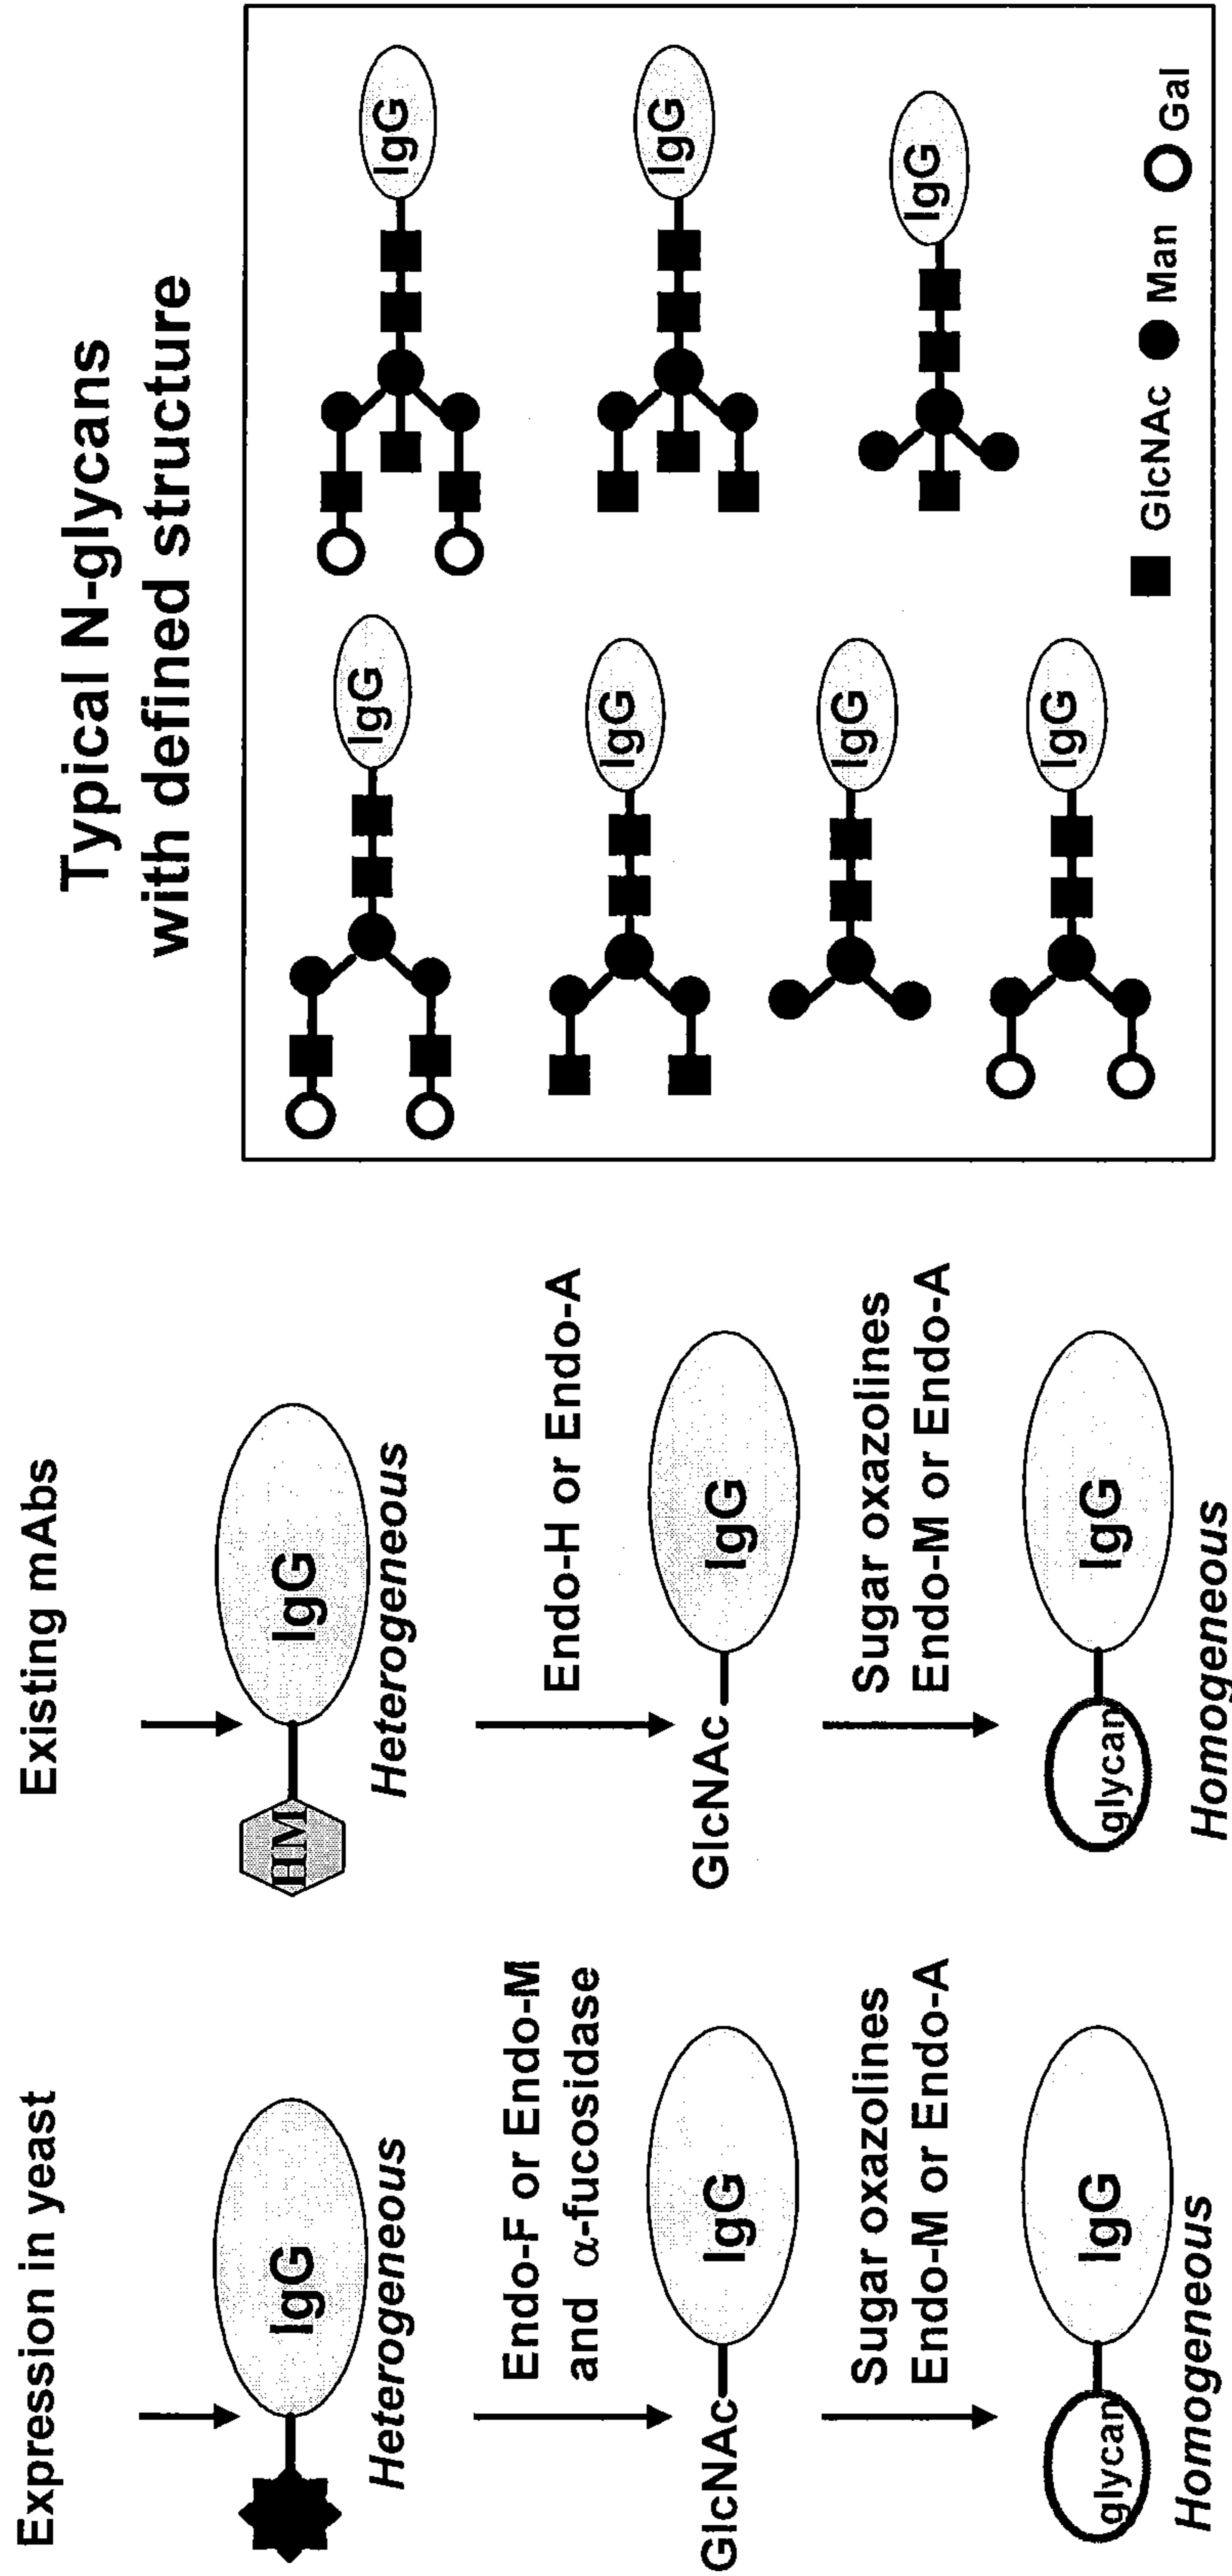 Expression in yeast
IgG
Heterogeneous
Endo-F or Endo-M
and α-fucosidase
GlcNAc
IgG
Sugar oxazolines
Endo-M or Endo-A
glycan
IgG
Homogeneous
Existing mAbs
HM
IgG
Heterogeneous
Endo-H or Endo-A
GlcNAc
IgG
Sugar oxazolines
Endo-M or Endo-A
glycan
IgG
Homogeneous
Typical N-glycans
with defined structure
IgG
IgG
IgG
IgG
IgG
IgG
IgG
GlcNAc
Man
Gal